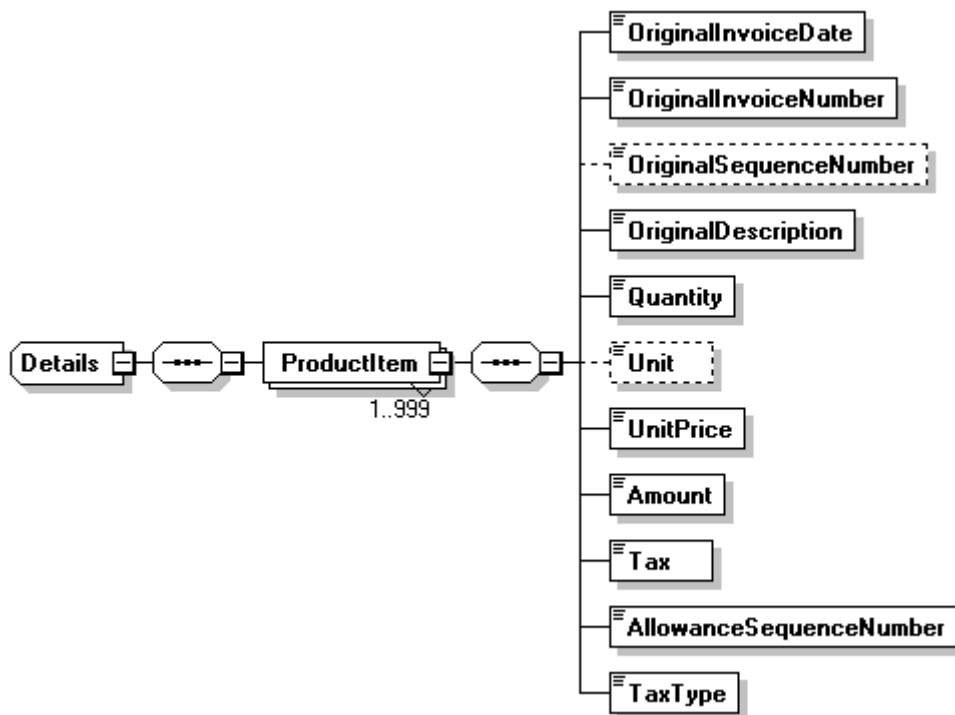 Details
ProductItem
1..999
OriginalInvoiceDate
OriginalInvoiceNumber
OriginalSequenceNumber
OriginalDescription
Quantity
Unit
UnitPrice
Amount
Tax
AllowanceSequenceNumber
TaxType